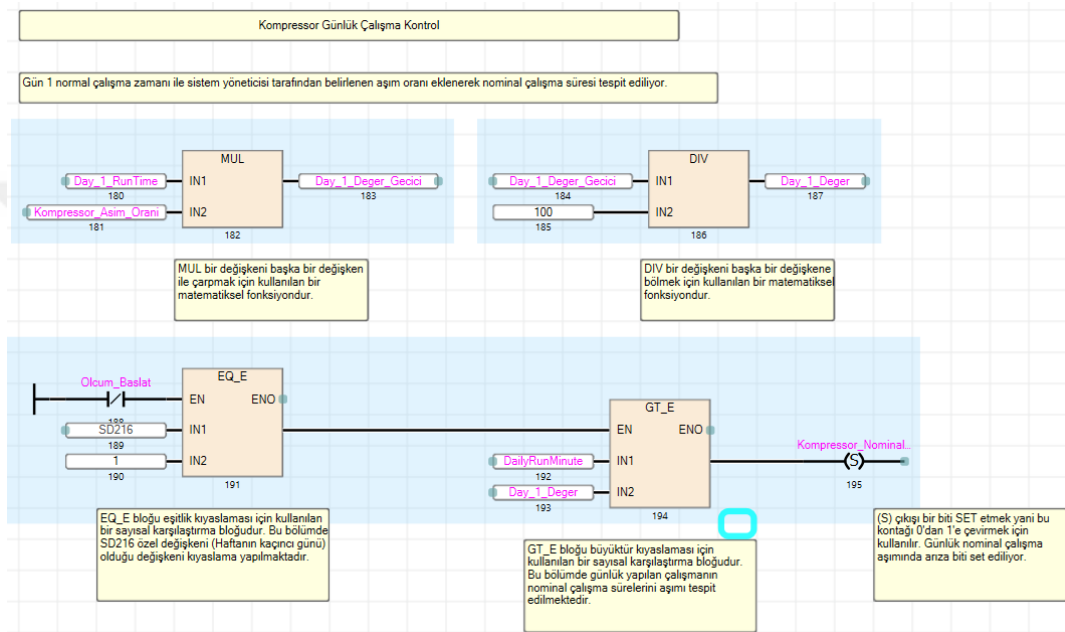 Kompressor Günlük Çalışma Kontrol
Gün 1 normal çalışma zamanı ile sistem yöneticisi tarafından belirlenen aşım oranı eklenerek nominal çalışma süresi tespit ediliyor.
MUL
Day_1_RunTime
IN1
Day_1_Deger_Gecici
180
183
Kompressor_Asim_Orani
IN2
181
182
DIV
Day_1_Deger_Gecici
IN1
Day_1_Deger
184
187
100
IN2
185
186
MUL bir değişkeni başka bir değişken
ile çarpmak için kullanılan bir
matematiksel fonksiyondur.
DIV bir değişkeni başka bir değişkene
bölmek için kullanılan bir matematiksel
fonksiyondur.
Olcum_Baslat
EQ_E
EN
ENO
SD216
IN1
189
1
IN2
190
191
GT_E
EN
ENO
DailyRunMinute
IN1
192
Day_1_Deger
IN2
193
194
Kompressor_Nominal...
(S)
195
EQ_E bloğu eşitlik kıyaslaması için kullanılan
bir sayısal karşılaştırma bloğudur. Bu bölümde
SD216 özel değişkeni (Haftanın kaçıncı günü)
olduğu değişkeni kıyaslama yapılmaktadır.
GT_E bloğu büyüktür kıyaslaması için
kullanılan bir sayısal karşılaştırma bloğudur.
Bu bölümde günlük yapılan çalışmanın
nominal çalışma sürelerini aşımı tespit
edilmektedir.
(S) çıkışı bir biti SET etmek yani bu
kontağı 0'dan 1'e çevirmek için
kullanılır. Günlük nominal çalışma
aşımında arıza biti set ediliyor.